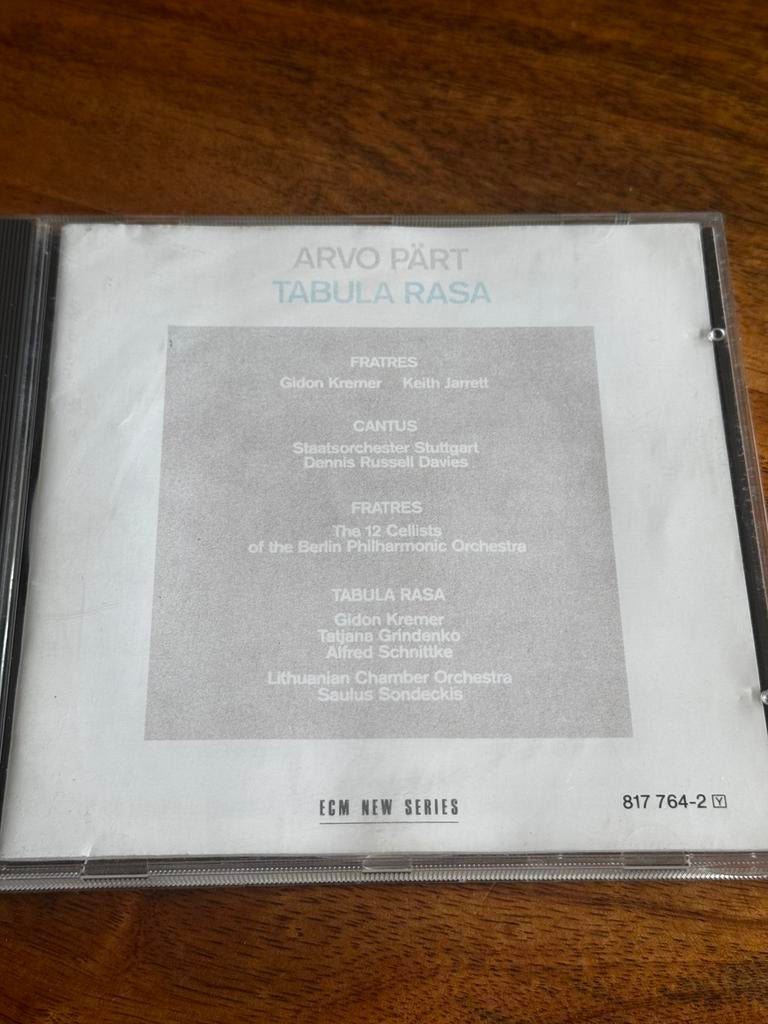 ARVO PÄRT
TABULA RASA
FRATRES
Gidon Kremer Keith Jarrett
CANTUS
Staatsorchester Stuttgart
Dennis Russell Davies
FRATRES
The 12 Cellists
of the Berlin Philharmonic Orchestra
TABULA RASA
Gidon Kremer
Tatjana Grindenko
Alfred Schnittke
Lithuanian Chamber Orchestra
Saulus Sondeckis
ECM NEW SERIES
817 764-2 Y